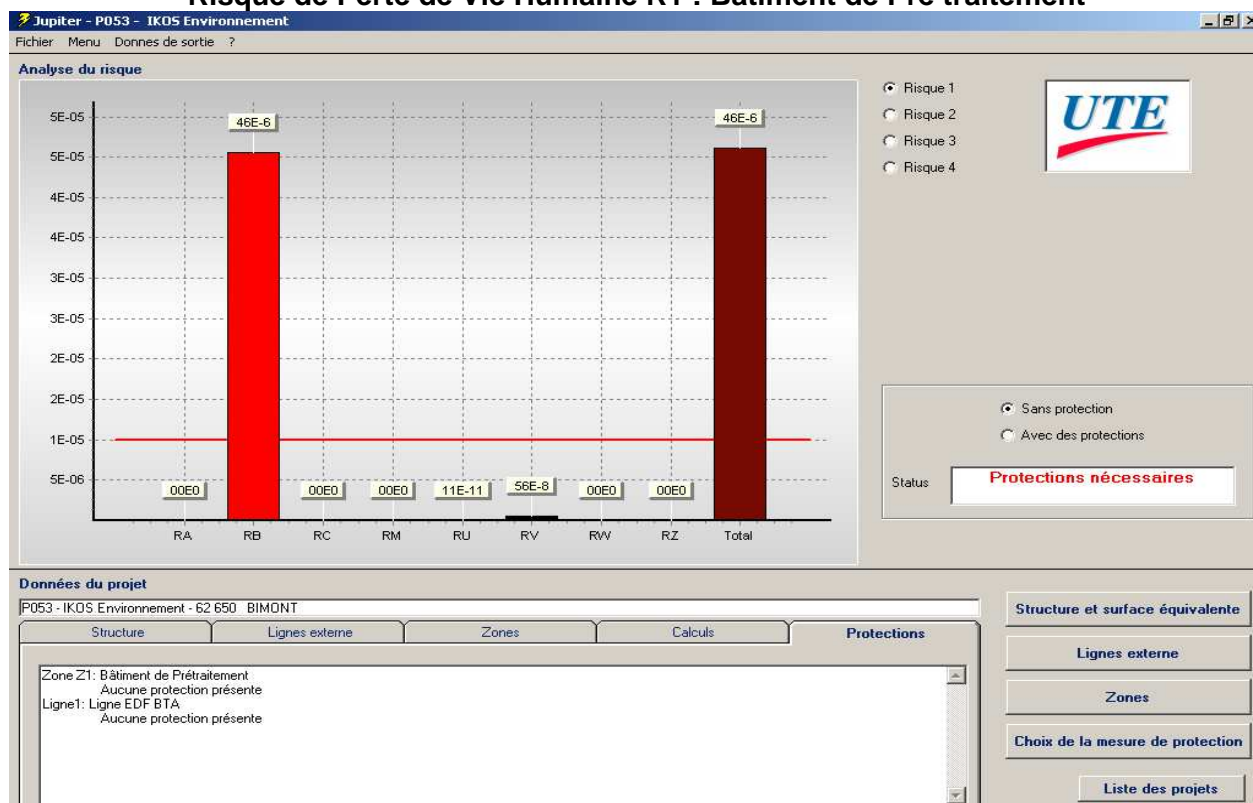 Risque de Perte de Vie Humaine R1 : Bâtiment de Pré traitement
Jupiter - P053 - IKOS Environnement
Fichier Menu Donnes de sortie ?
Analyse du risque
5E-05
5E-05
4E-05
4E-05
3E-05
3E-05
2E-05
2E-05
1E-05
5E-06
46E-6
46E-6
00E0
00E0
00E0
11E-11
56E-8
00E0
00E0
RA RB RC RM RU RV RW RZ Total
Risque 1
Risque 2
Risque 3
Risque 4
UTE
Sans protection
Avec des protections
Status Protections nécessaires
Données du projet
P053 - IKOS Environnement - 62 650 BIMONT
Structure Lignes externe Zones Calculs Protections
Zone Z1: Bâtiment de Prétraitement
Aucune protection présente
Ligne1: Ligne EDF BTA
Aucune protection présente
Structure et surface équivalente
Lignes externe
Zones
Choix de la mesure de protection
Liste des projets